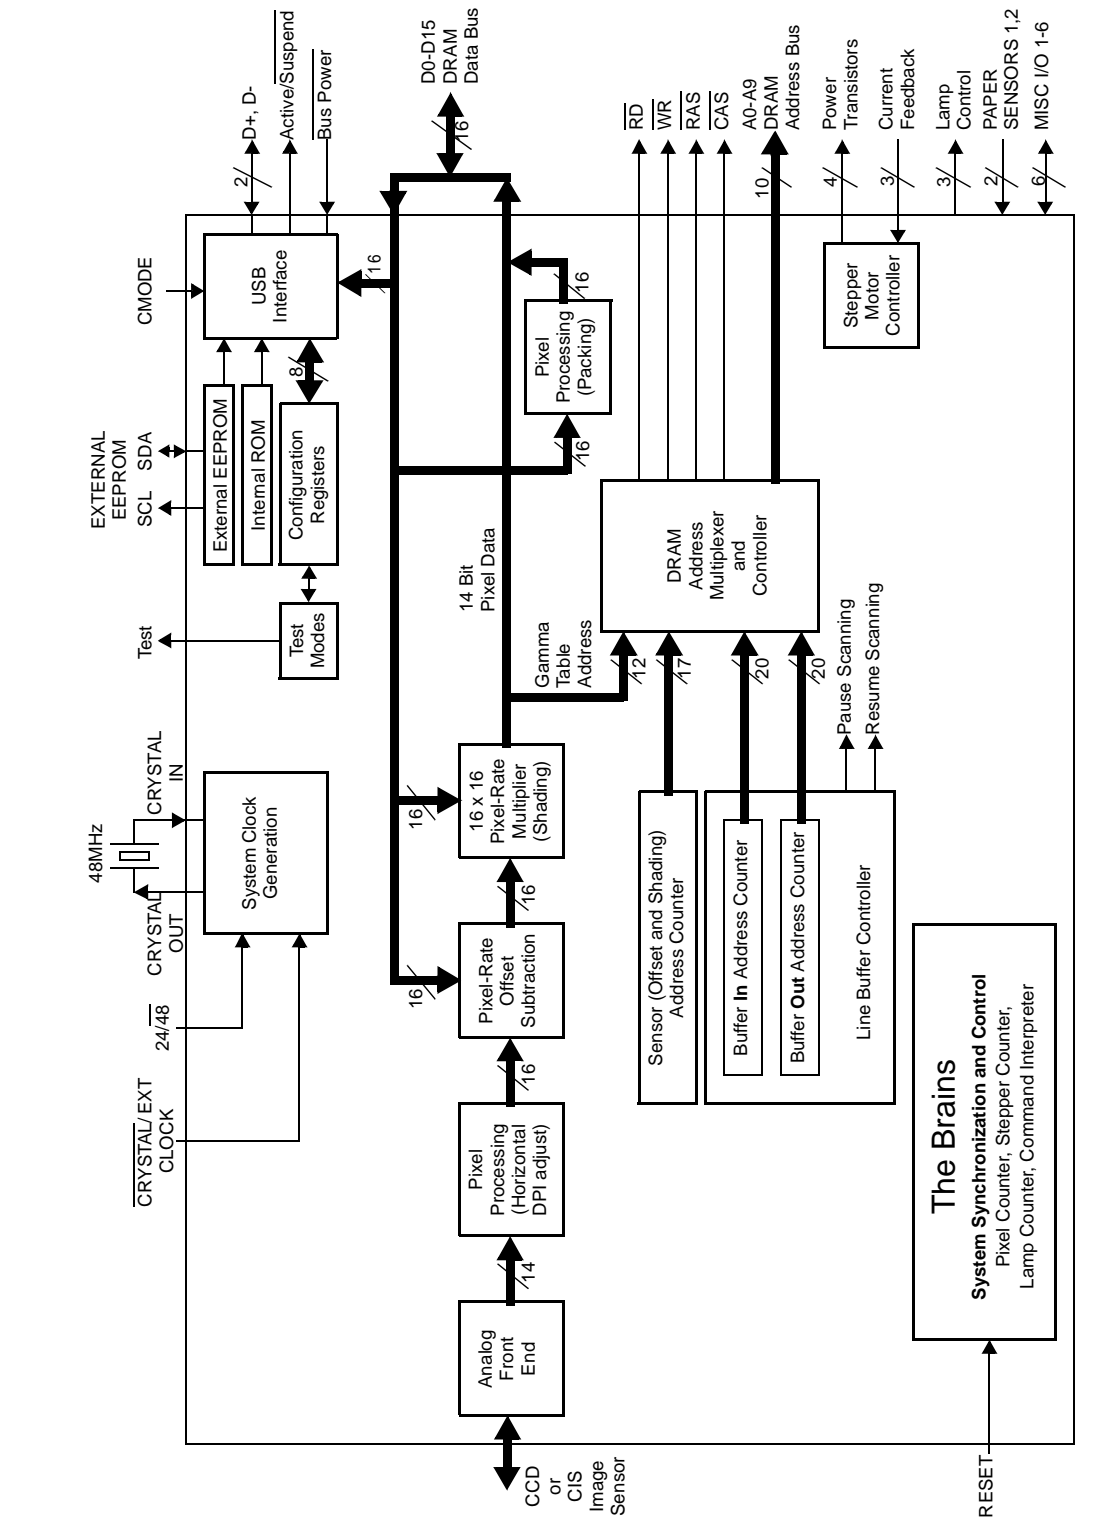 D+, D-
2
Active/Suspend
Bus Power
D0-D15
DRAM
Data Bus
16
RD
WR
RAS
CAS
A0-A9
DRAM
Address Bus
10
Power
Transistors
4
Current
Feedback
3
Lamp
Control
3
PAPER
SENSORS 1,2
2
MISC I/O 1-6
6
CMODE
USB
Interface
16
8
EXTERNAL
EEPROM
SCL
SDA
External EEPROM
Internal ROM
Configuration
Registers
Test
Test
Modes
Pixel
Processing
(Packing)
16
16
Stepper
Motor
Controller
14 Bit
Pixel Data
Gamma
Table
Address
DRAM
Address
Multiplexer
and
Controller
12
17
20
20
Pause Scanning
Resume Scanning
48MHz
CRYSTAL
IN
CRYSTAL
OUT
System Clock
Generation
24/48
CRYSTAL/ EXT
CLOCK
16 x 16
Pixel-Rate
Multiplier
(Shading)
16
16
Pixel-Rate
Offset
Subtraction
16
16
Pixel
Processing
(Horizontal
DPI adjust)
14
Analog
Front
End
CCD
or
CIS
Image
Sensor
Sensor (Offset and Shading)
Address Counter
Buffer In Address Counter
Buffer Out Address Counter
Line Buffer Controller
The Brains
System Synchronization and Control
Pixel Counter, Stepper Counter,
Lamp Counter, Command Interpreter
RESET